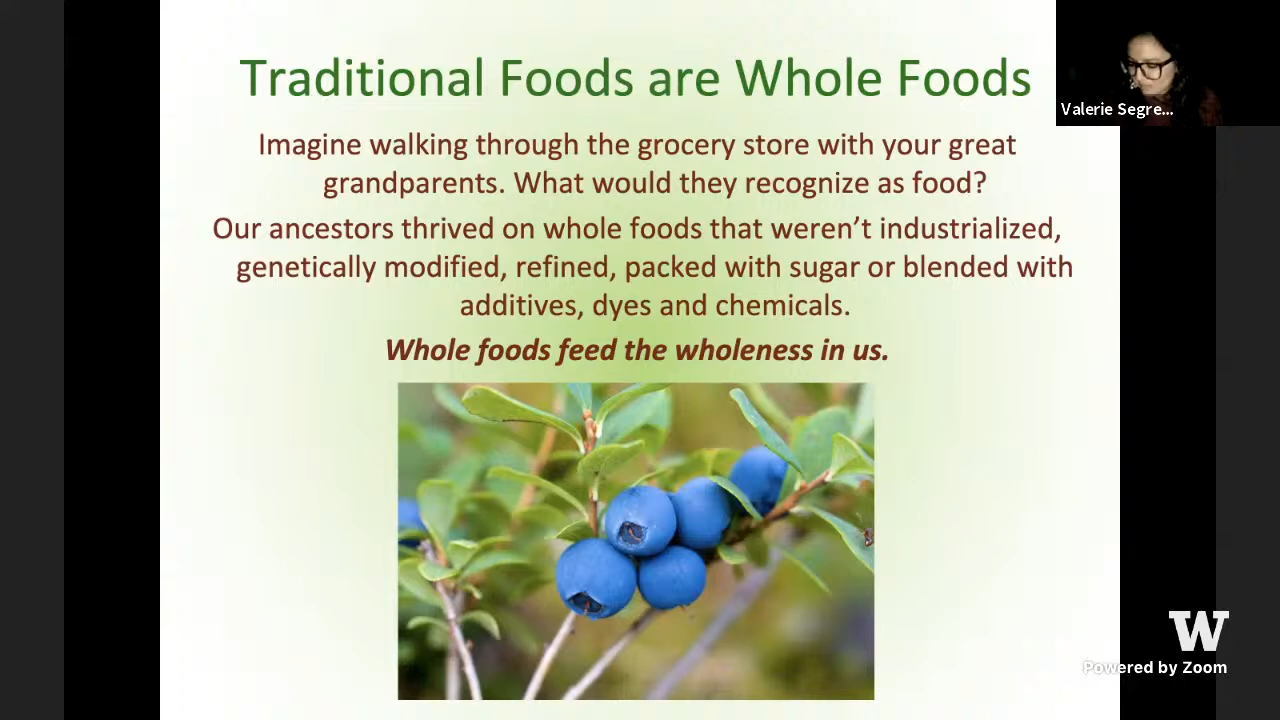 Traditional Foods are Whole Foods
Valerie Segre...
Imagine walking through the grocery store with your great
grandparents. What would they recognize as food?
Our ancestors thrived on whole foods that weren’t industrialized,
genetically modified, refined, packed with sugar or blended with
additives, dyes and chemicals.
Whole foods feed the wholeness in us.
W
Powered by Zoom